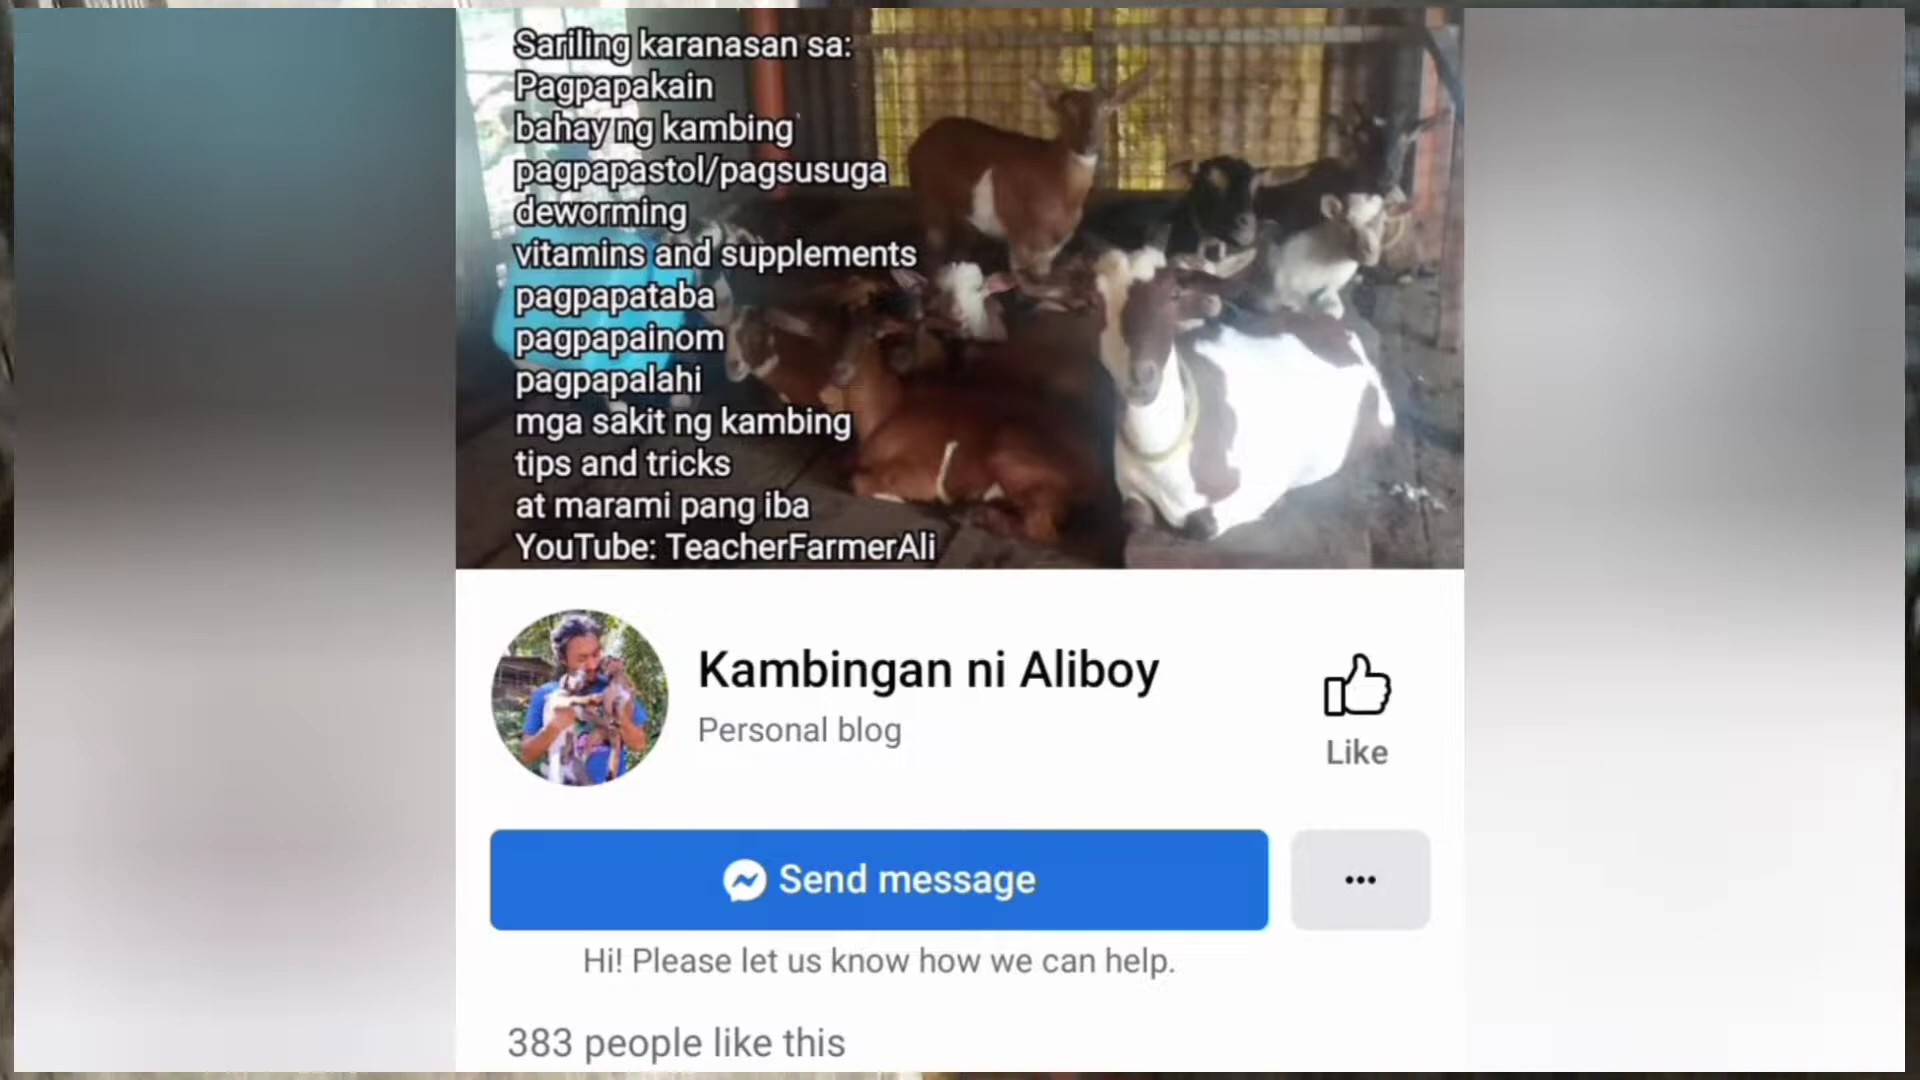 Sariling karanasan sa:
Pagpapakain
bahay ng kambing
pagpapastol/pagsusuga
deworming
vitamins and supplements
pagpapataba
pagpapainom
pagpapalahi
mga sakit ng kambing
tips and tricks
at marami pang iba
YouTube: TeacherFarmerAli
Kambingan ni Aliboy
Personal blog
Like
Send message
Hi! Please let us know how we can help.
383 people like this